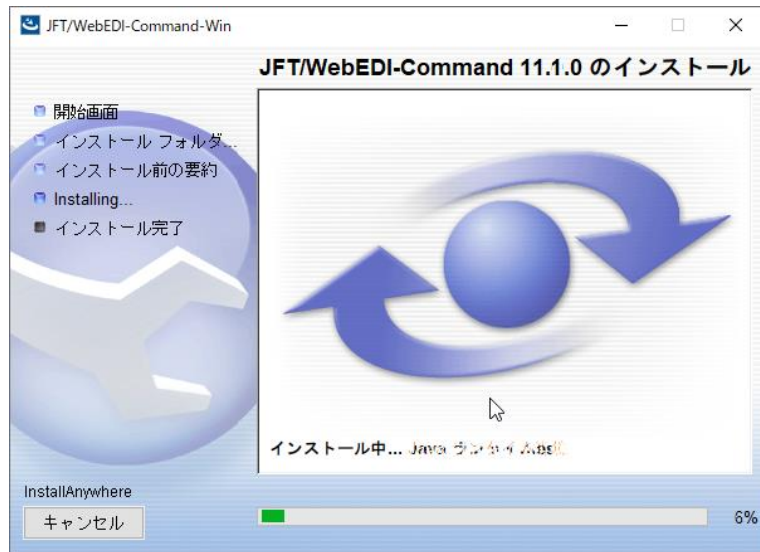 JFT/WebEDI-Command-Win
JFT/WebEDI-Command 11.1.0 のインストール
開始画面
インストール フォルダ...
インストール前の要約
Installing...
インストール完了
インストール中...
InstallAnywhere
キャンセル
6%